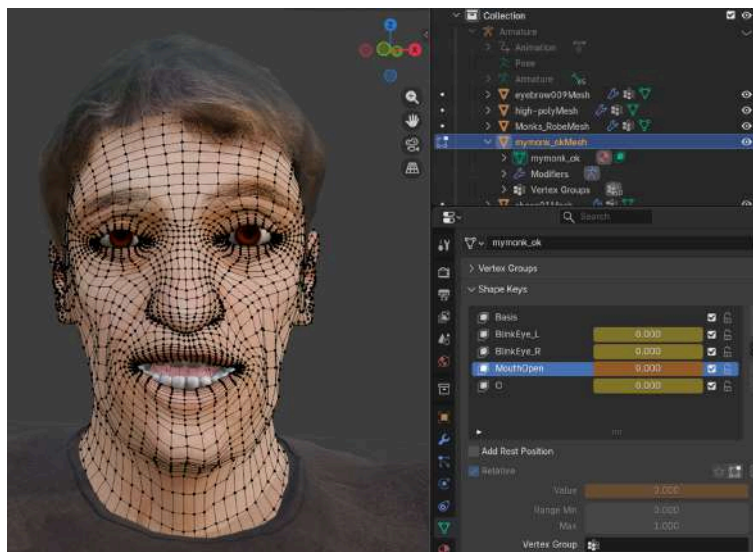 Collection
Armature
Animation
Pose
Armature
eyebrow009Mesh
high-polyMesh
Monks_RobeMesh
mymonk_okMesh
mymonk_ok
Modifiers
Vertex Groups
Search
mymonk_ok
Vertex Groups
Shape Keys
Basis
BlinkEye_L 0.000
BlinkEye_R 0.000
MouthOpen 0.000
O 0.000
Add Rest Position
Relative
Value 0.000
Range Min 0.000
Max 1.000
Vertex Group